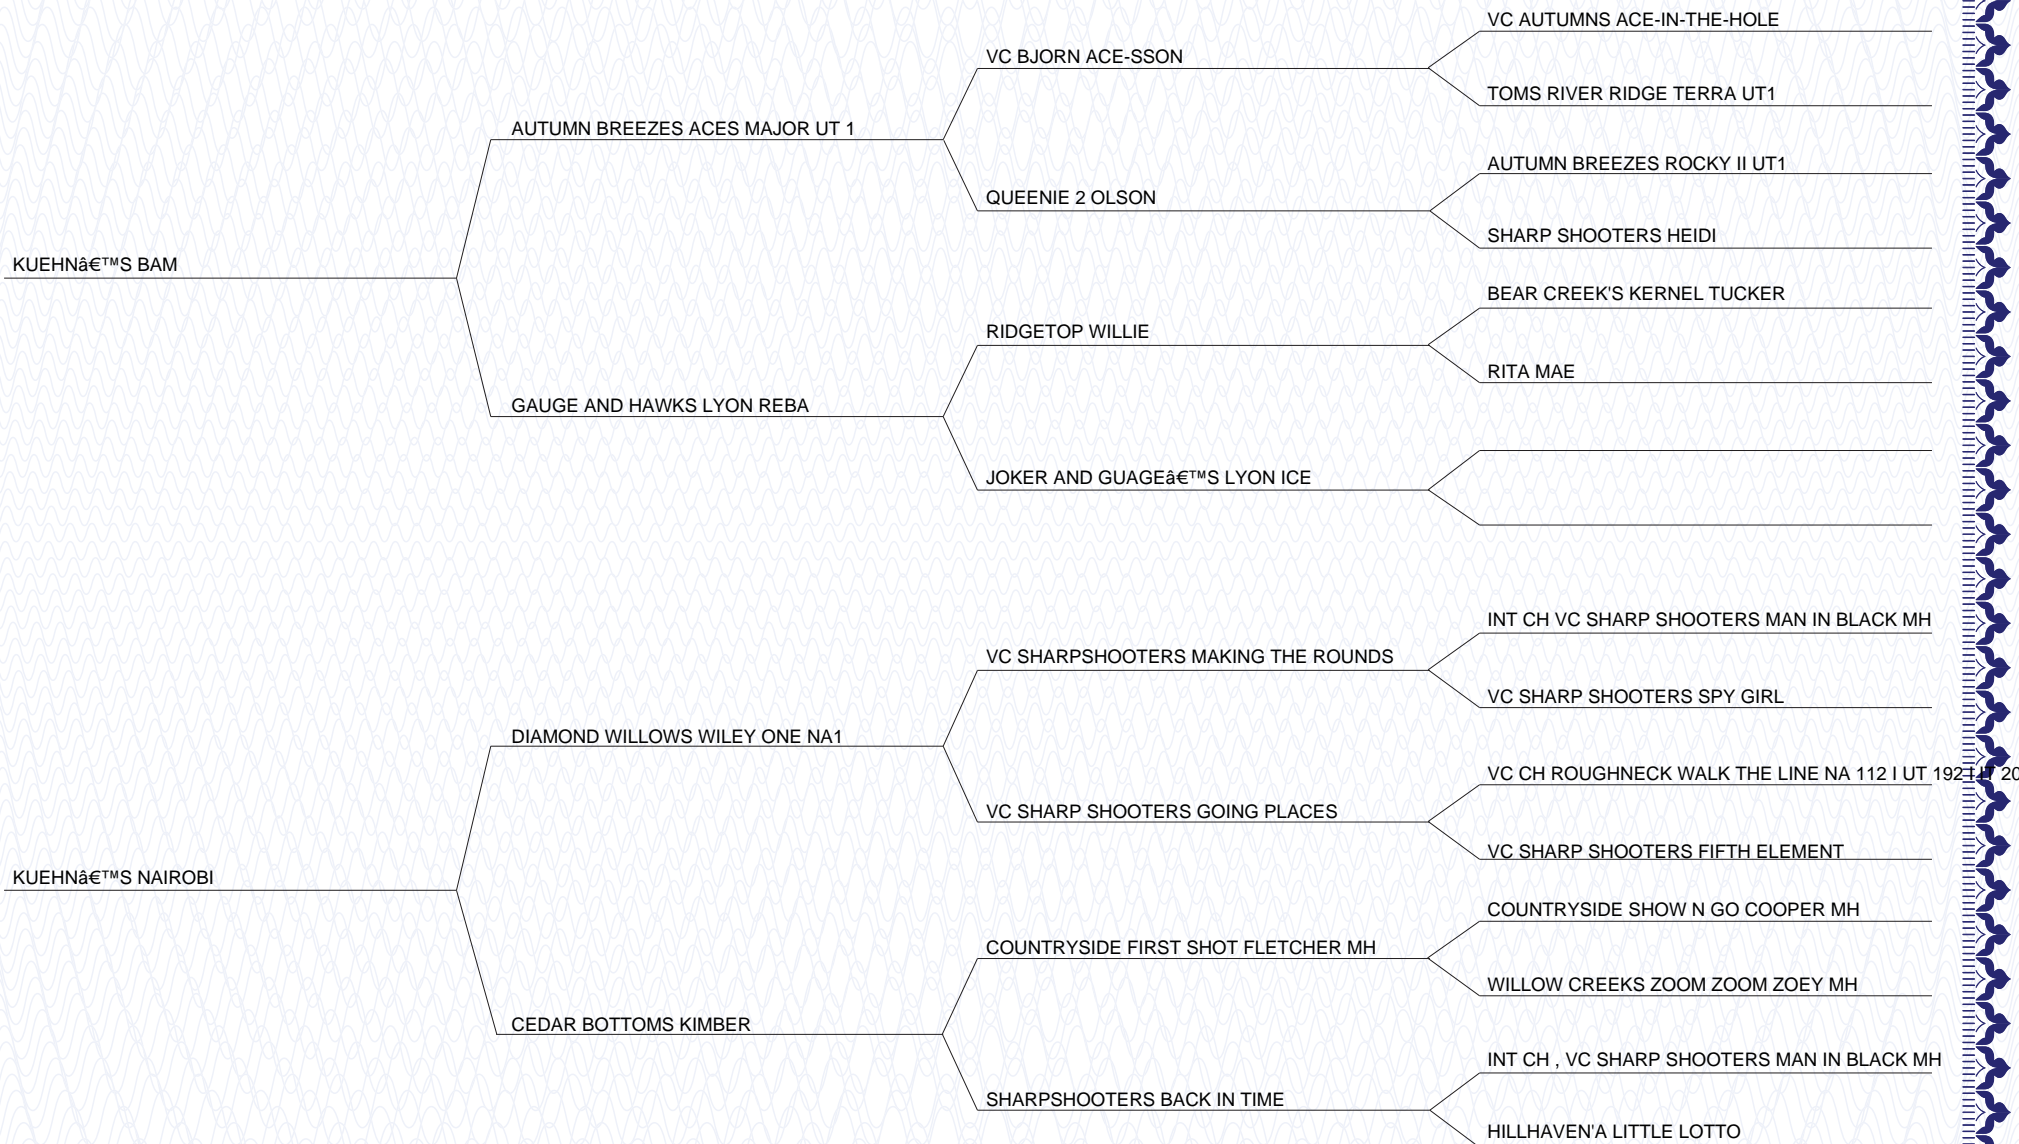 VC AUTUMNS ACE-IN-THE-HOLE
VC BJORN ACE-SSON
TOMS RIVER RIDGE TERRA UT1
AUTUMN BREEZES ACES MAJOR UT 1
AUTUMN BREEZES ROCKY II UT1
QUEENIE 2 OLSON
SHARP SHOOTERS HEIDI
KUEHN’S BAM
BEAR CREEK'S KERNEL TUCKER
RIDGETOP WILLIE
RITA MAE
GAUGE AND HAWKS LYON REBA
JOKER AND GUAGE’S LYON ICE
INT CH VC SHARP SHOOTERS MAN IN BLACK MH
VC SHARPSHOOTERS MAKING THE ROUNDS
VC SHARP SHOOTERS SPY GIRL
DIAMOND WILLOWS WILEY ONE NA1
VC CH ROUGHNECK WALK THE LINE NA 112 I UT 192 I IT 20
VC SHARP SHOOTERS GOING PLACES
VC SHARP SHOOTERS FIFTH ELEMENT
KUEHN’S NAIROBI
COUNTRYSIDE SHOW N GO COOPER MH
COUNTRYSIDE FIRST SHOT FLETCHER MH
WILLOW CREEKS ZOOM ZOOM ZOEY MH
CEDAR BOTTOMS KIMBER
INT CH , VC SHARP SHOOTERS MAN IN BLACK MH
SHARPSHOOTERS BACK IN TIME
HILLHAVEN'A LITTLE LOTTO